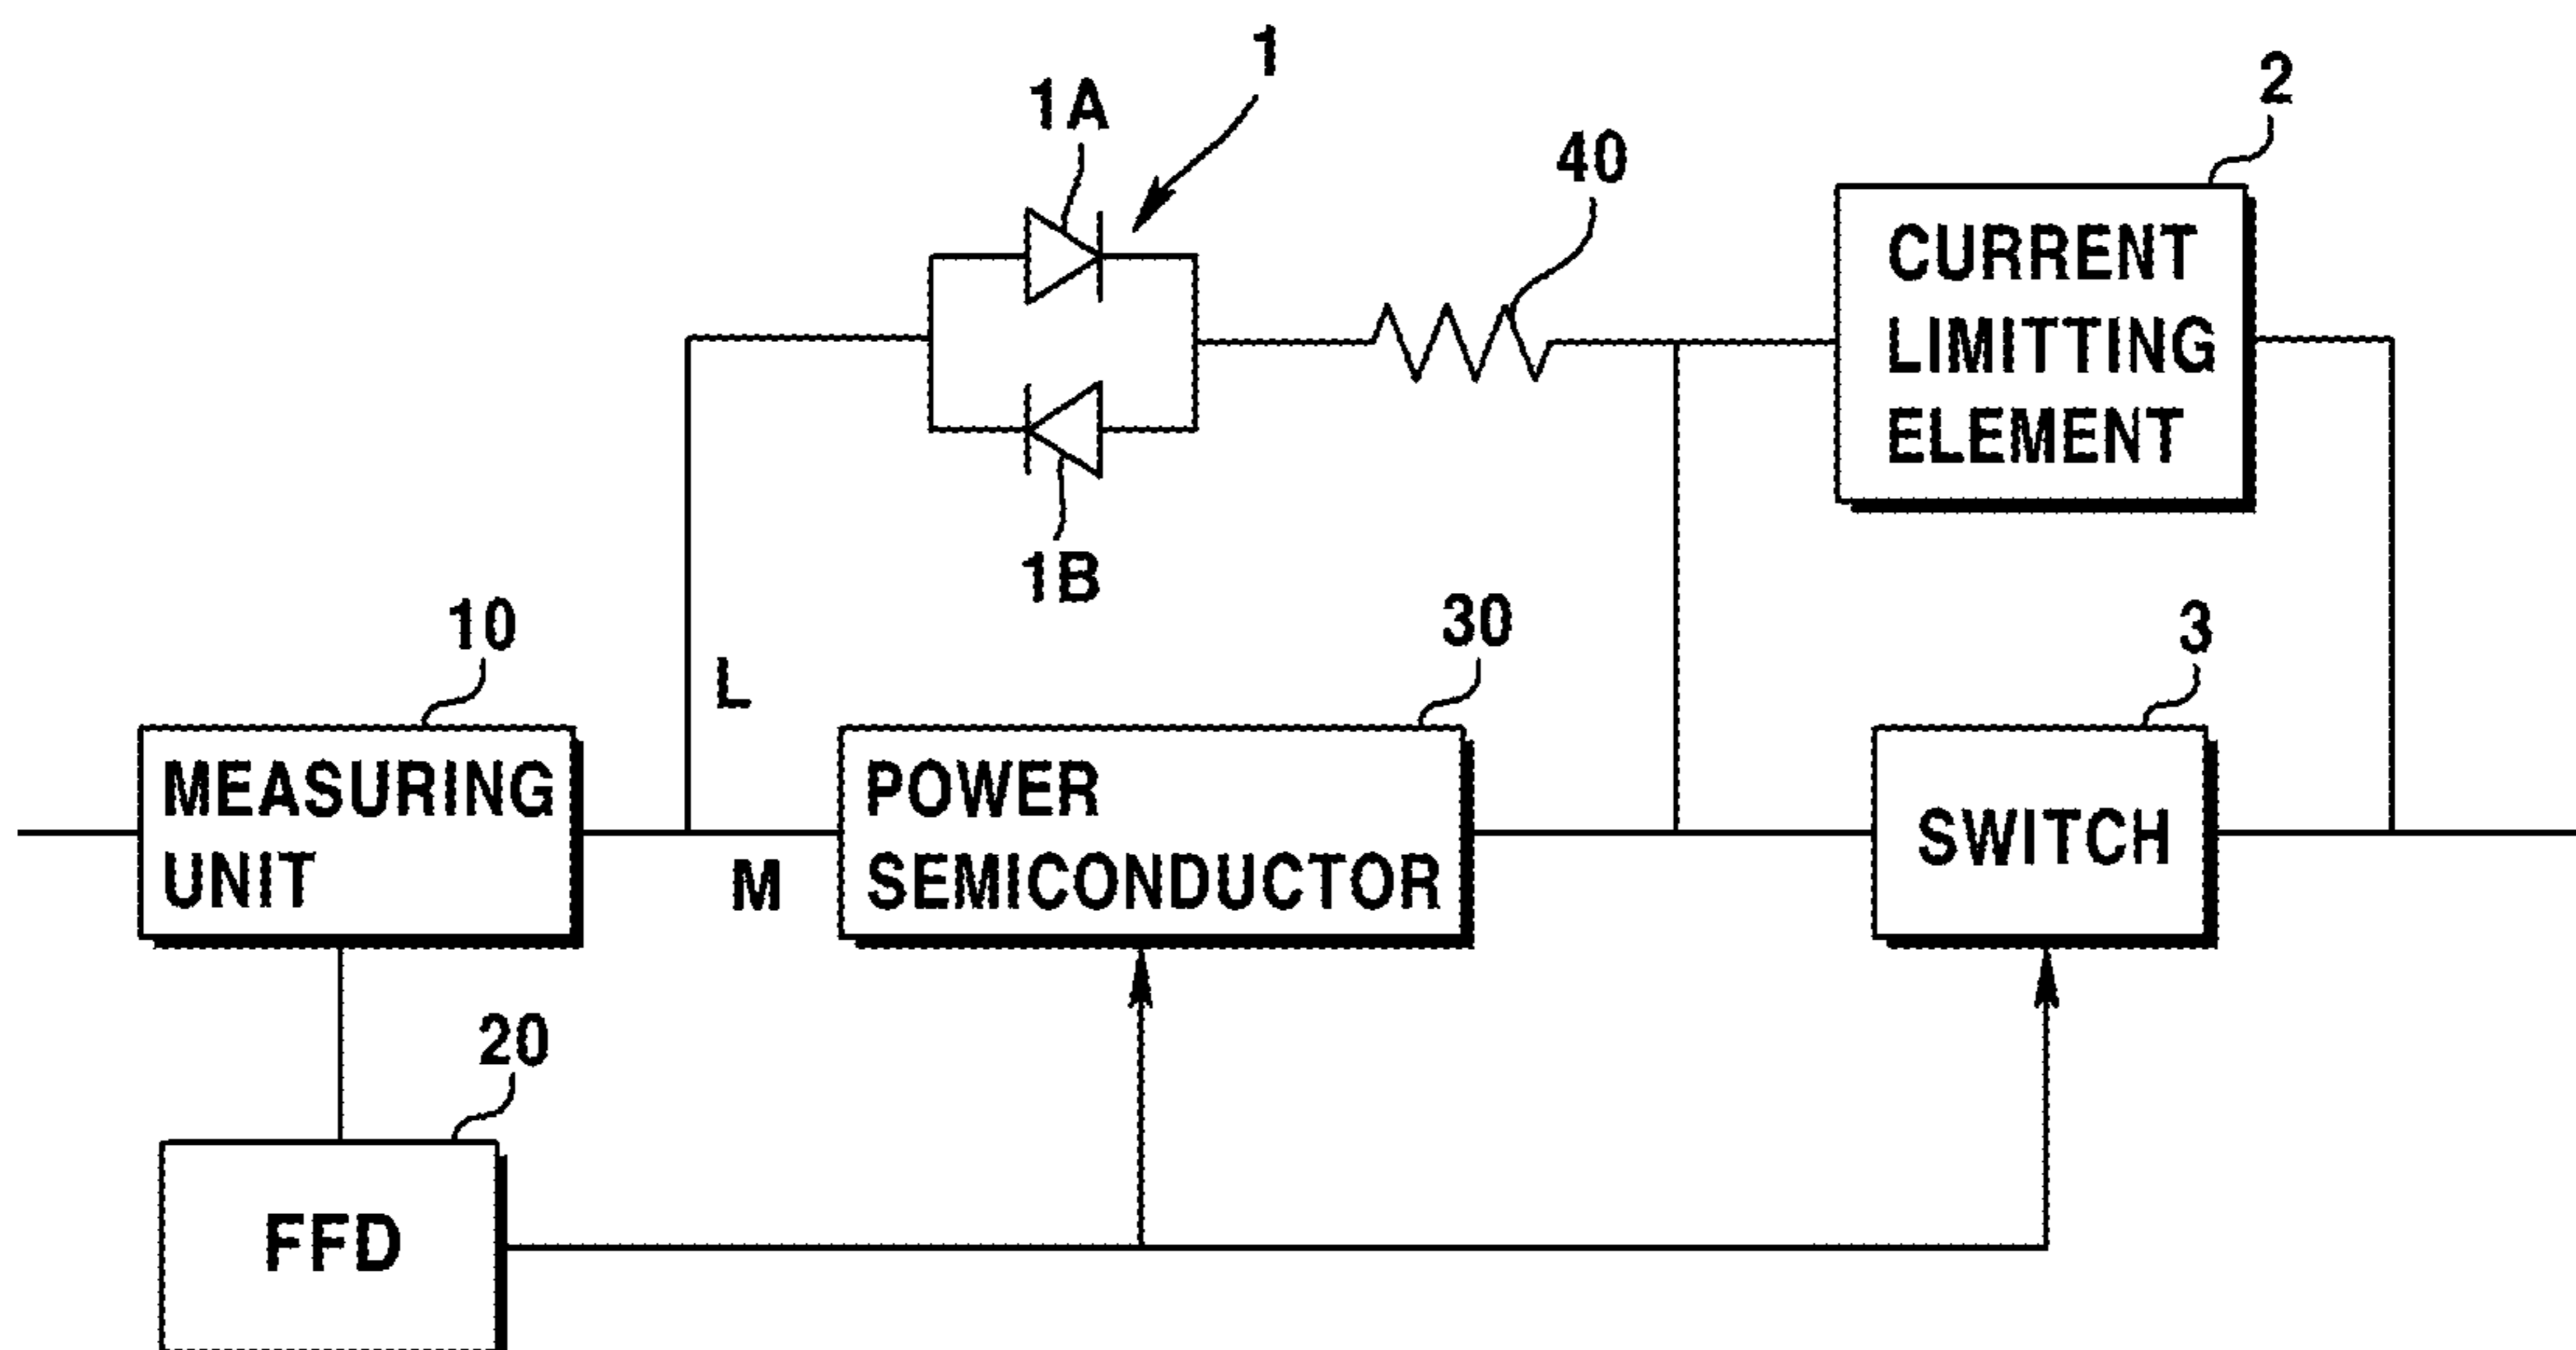 1
1A
2
40
CURRENT
LIMITTING
ELEMENT
1B
10
30
3
L
MEASURING
UNIT
POWER
SEMICONDUCTOR
SWITCH
M
20
FFD